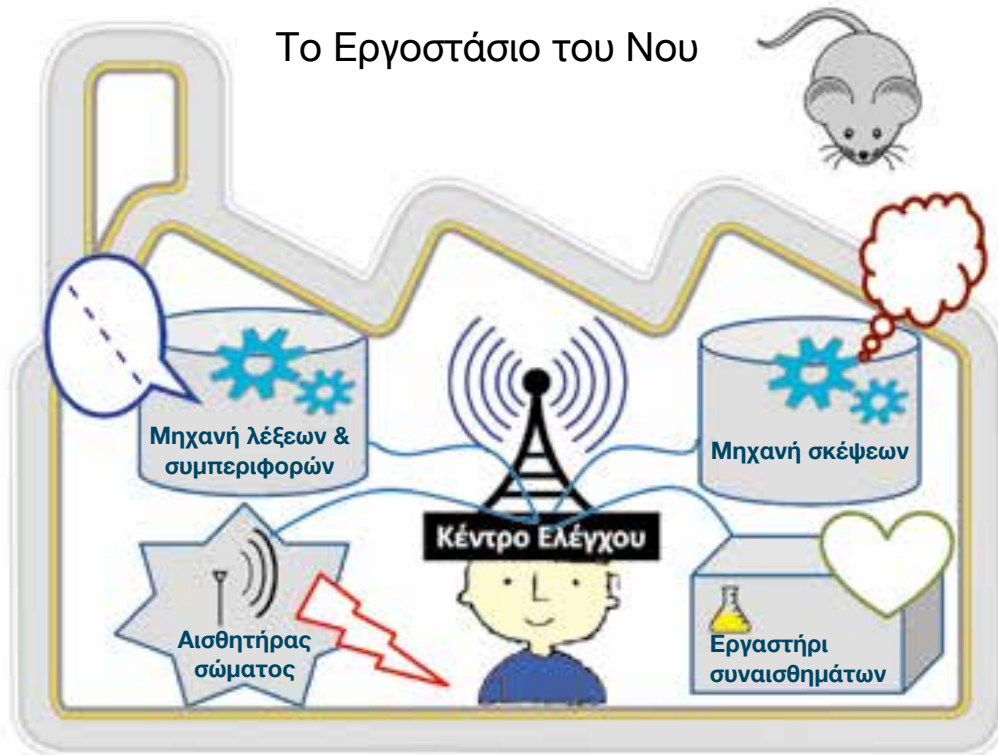 Το Εργοστάσιο του Νου
Μηχανή λέξεων &
συμπεριφορών
Μηχανή σκέψεων
Κέντρο Ελέγχου
Αισθητήρας
σώματος
Εργαστήρι
συναισθημάτων